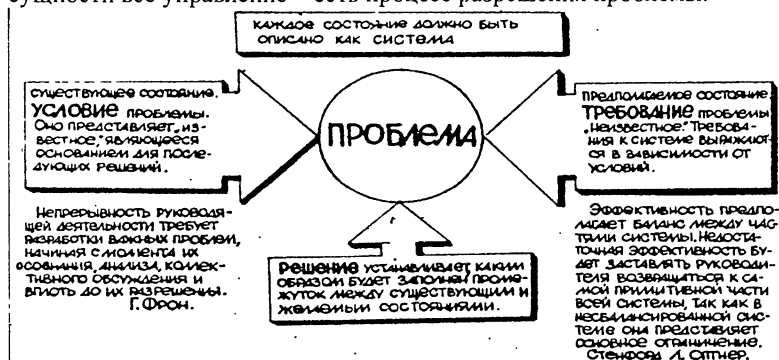 сущности все управление – есть процесс разрешения проблемы.
КАЖДОЕ СОСТОЯНИЕ ДОЛЖНО БЫТЬ
ОПИСАНО КАК СИСТЕМА
СУЩЕСТВУЮЩЕЕ СОСТОЯНИЕ.
УСЛОВИЕ ПРОБЛЕМЫ.
ОНО ПРЕДСТАВЛЯЕТ „ИЗ-
ВЕСТНОЕ", ЯВЛЯЮЩЕЕСЯ
ОСНОВАНИЕМ ДЛЯ ПОСЛЕ-
ДУЮЩИХ РЕШЕНИЙ.
ПРОБЛЕМА
ПРЕДПОЛАГАЕМОЕ СОСТОЯНИЕ
ТРЕБОВАНИЕ ПРОБЛЕМЫ
„НЕИЗВЕСТНОЕ". ТРЕБОВА-
НИЯ К СИСТЕМЕ ВЫРАЖАЮТ-
СЯ В ЗАВИСИМОСТИ ОТ
УСЛОВИЙ.
НЕПРЕРЫВНОСТЬ РУКОВОДЯ-
ЩЕЙ ДЕЯТЕЛЬНОСТИ ТРЕБУЕТ
РАЗРАБОТКИ ВАЖНЫХ ПРОБЛЕМ,
НАЧИНАЯ С МОМЕНТА ИХ
ОСОЗНАНИЯ, АНАЛИЗА, КОЛЛЕК-
ТИВНОГО ОБСУЖДЕНИЯ И
ВПЛОТЬ ДО ИХ РАЗРЕШЕНИЯ.
Г. ФРОН.
РЕШЕНИЕ УСТАНАВЛИВАЕТ, КАКИМ
ОБРАЗОМ БУДЕТ ЗАПОЛНЕН ПРОМЕ-
ЖУТОК МЕЖДУ СУЩЕСТВУЮЩИМ И
ЖЕЛАЕМЫМ СОСТОЯНИЯМИ.
ЭФФЕКТИВНОСТЬ ПРЕДПО-
ЛАГАЕТ БАЛАНС МЕЖДУ ЧАС-
ТЯМИ СИСТЕМЫ. НЕДОСТА-
ТОЧНАЯ ЭФФЕКТИВНОСТЬ БУ-
ДЕТ ЗАСТАВЛЯТЬ РУКОВОДИ-
ТЕЛЯ ВОЗВРАЩАТЬСЯ К СА-
МОЙ ПРИМИТИВНОЙ ЧАСТИ
ВСЕЙ СИСТЕМЫ, ТАК КАК В
НЕСБАЛАНСИРОВАННОЙ СИС-
ТЕМЕ ОНА ПРЕДСТАВЛЯЕТ
ОСНОВНОЕ ОГРАНИЧЕНИЕ.
СТЕНФОРД Л. ОПТНЕР.